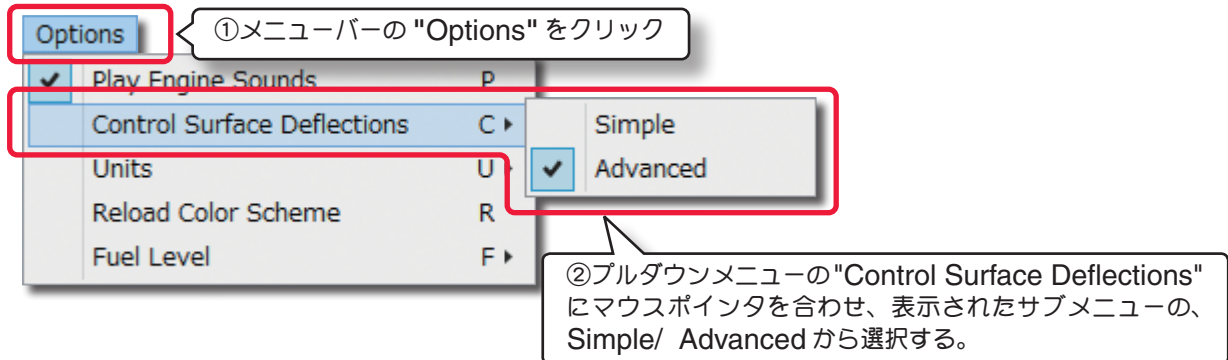 Options
①メニューバーの "Options" をクリック
Play Engine Sounds P
Control Surface Deflections C
Simple
Units U
Advanced
Reload Color Scheme R
Fuel Level F
②プルダウンメニューの"Control Surface Deflections"
にマウスポインタを合わせ、表示されたサブメニューの、
Simple/ Advanced から選択する。